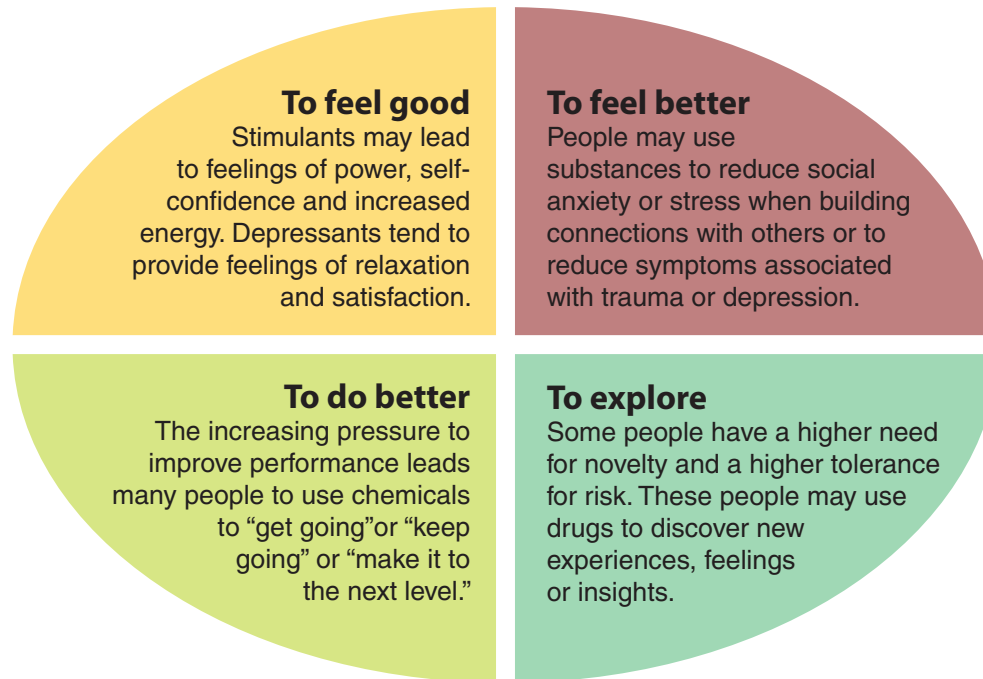 To feel good
Stimulants may lead
to feelings of power, self-
confidence and increased
energy. Depressants tend to
provide feelings of relaxation
and satisfaction.
To feel better
People may use
substances to reduce social
anxiety or stress when building
connections with others or to
reduce symptoms associated
with trauma or depression.
To do better
The increasing pressure to
improve performance leads
many people to use chemicals
to “get going”or “keep
going” or “make it to
the next level.”
To explore
Some people have a higher need
for novelty and a higher tolerance
for risk. These people may use
drugs to discover new
experiences, feelings
or insights.